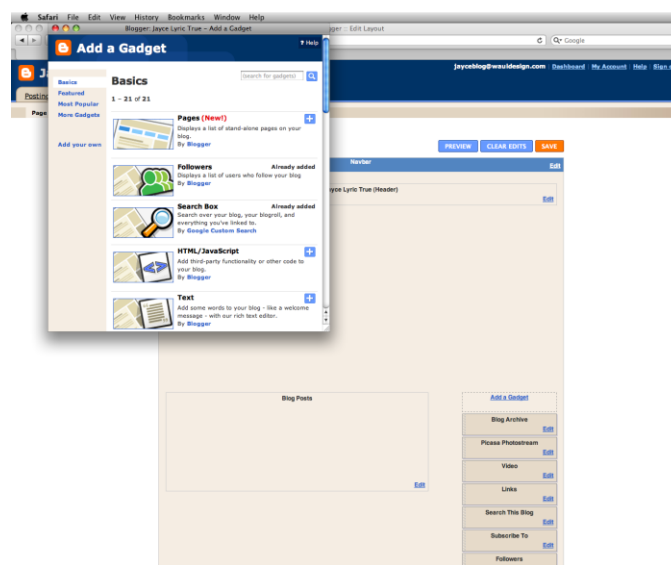 Safari File Edit View History Bookmarks Window Help
Blogger: Jayce Lyric True – Add a Gadget
Edit Layout
Google
Add a Gadget
? Help
jayceblog@wauldesign.com Dashboard My Account Help Sign
Posting
Page
Basics
Featured
Most Popular
More Gadgets
Add your own
Basics
(search for gadgets)
1 – 21 of 21
Pages (New!)
Displays a list of stand-alone pages on your
blog.
By Blogger
Followers Already added
Displays a list of users who follow your blog
By Blogger
Search Box Already added
Search over your blog, your blogroll, and
everything you've linked to.
By Google Custom Search
HTML/JavaScript
Add third-party functionality or other code to
your blog.
By Blogger
Text
Add some words to your blog - like a welcome
message - with our rich text editor.
By Blogger
PREVIEW CLEAR EDITS SAVE
Navbar
Edit
Lyric True (Header)
Edit
Blog Posts
Edit
Add a Gadget
Blog Archive
Edit
Picasa Photostream
Edit
Video
Edit
Links
Edit
Search This Blog
Edit
Subscribe To
Edit
Followers